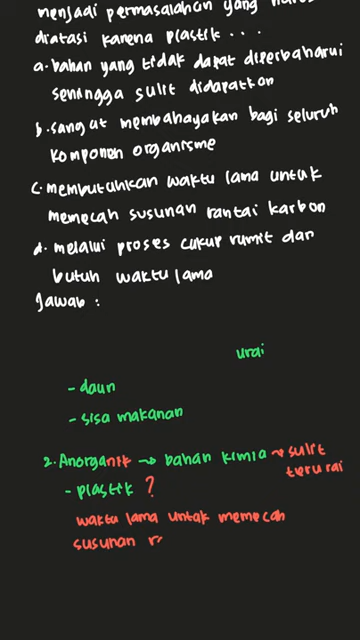 menjadi permasalahan yang harus
diatasi karena plastik . . .
a. bahan yang tidak dapat diperbaharui
sehingga sulit didapatkan
b. sangat membahayakan bagi seluruh
komponen organisme
c. membutuhkan waktu lama untuk
memecah susunan rantai karbon
d. melalui proses cukup rumit dan
butuh waktu lama
Jawab :
urai
- daun
- sisa makanan
2. Anorganik → bahan kimia → sulit
terurai
- plastik ?
waktu lama untuk memecah
susunan r